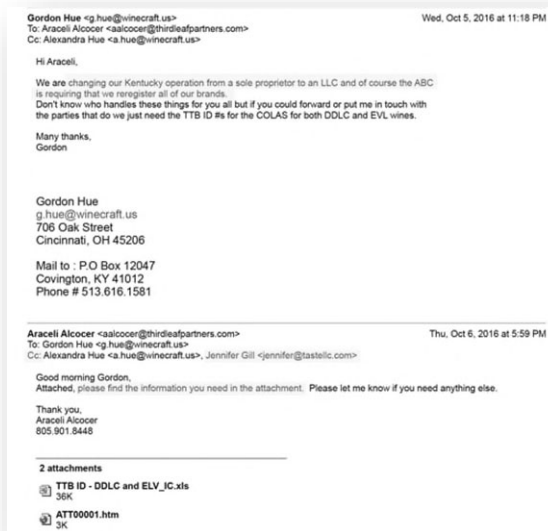 Gordon Hue <g.hue@winecraft.us>
Wed, Oct 5, 2016 at 11:18 PM
To: Araceli Alcocer <aalcocer@thirdleafpartners.com>
Cc: Alexandra Hue <a.hue@winecraft.us>
Hi Araceli,
We are changing our Kentucky operation from a sole proprietor to an LLC and of course the ABC
is requiring that we reregister all of our brands.
Don't know who handles these things for you all but if you could forward or put me in touch with
the parties that do we just need the TTB ID #s for the COLAS for both DDLC and EVL wines.
Many thanks,
Gordon
Gordon Hue
g.hue@winecraft.us
706 Oak Street
Cincinnati, OH 45206
Mail to : P.O Box 12047
Covington, KY 41012
Phone # 513.616.1581
Araceli Alcocer <aalcocer@thirdleafpartners.com>
Thu, Oct 6, 2016 at 5:59 PM
To: Gordon Hue <g.hue@winecraft.us>
Cc: Alexandra Hue <a.hue@winecraft.us>, Jennifer Gill <jennifer@tastellc.com>
Good morning Gordon,
Attached, please find the information you need in the attachment. Please let me know if you need anything else.
Thank you,
Araceli Alcocer
805.901.8448
2 attachments
TTB ID - DDLC and ELV_IC.xls
36K
ATT00001.htm
3K